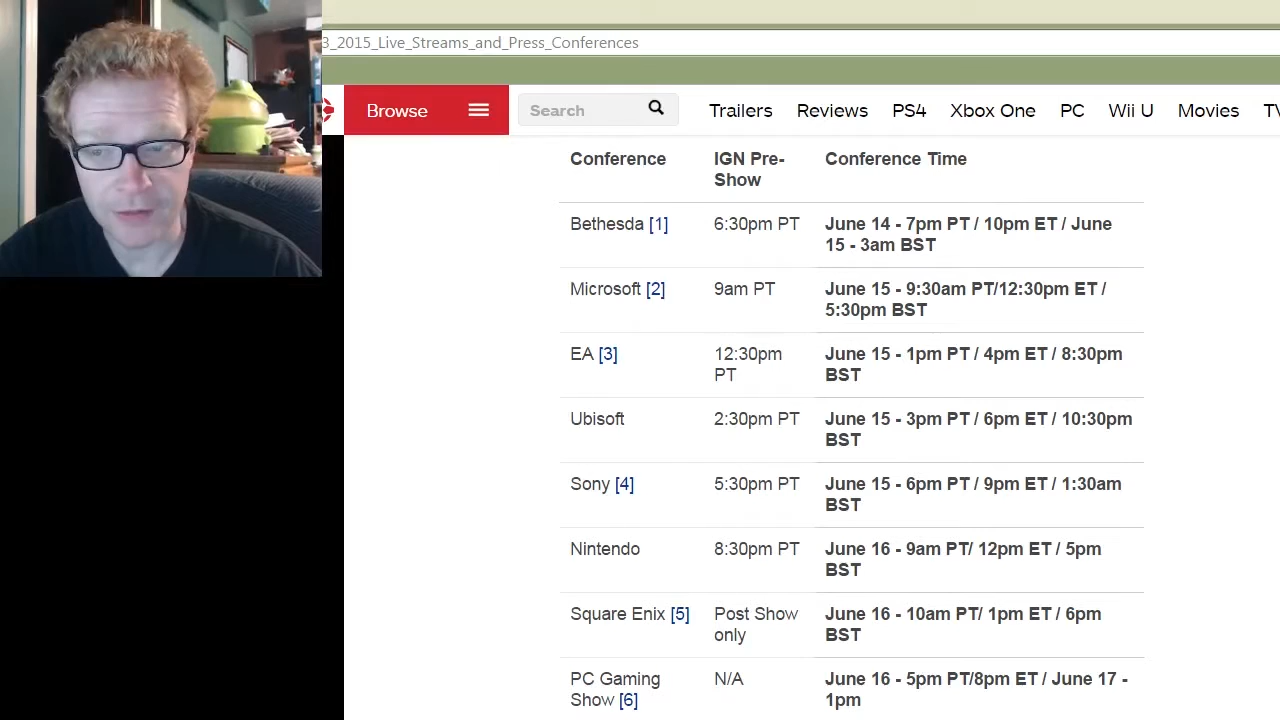 3_2015_Live_Streams_and_Press_Conferences
Browse
Search
Trailers Reviews PS4 Xbox One PC Wii U Movies TV
Conference IGN Pre-
Show Conference Time
Bethesda [1] 6:30pm PT June 14 - 7pm PT / 10pm ET / June
15 - 3am BST
Microsoft [2] 9am PT June 15 - 9:30am PT/12:30pm ET /
5:30pm BST
EA [3] 12:30pm
PT June 15 - 1pm PT / 4pm ET / 8:30pm
BST
Ubisoft 2:30pm PT June 15 - 3pm PT / 6pm ET / 10:30pm
BST
Sony [4] 5:30pm PT June 15 - 6pm PT / 9pm ET / 1:30am
BST
Nintendo 8:30pm PT June 16 - 9am PT/ 12pm ET / 5pm
BST
Square Enix [5] Post Show
only June 16 - 10am PT/ 1pm ET / 6pm
BST
PC Gaming
Show [6] N/A June 16 - 5pm PT/8pm ET / June 17 -
1pm